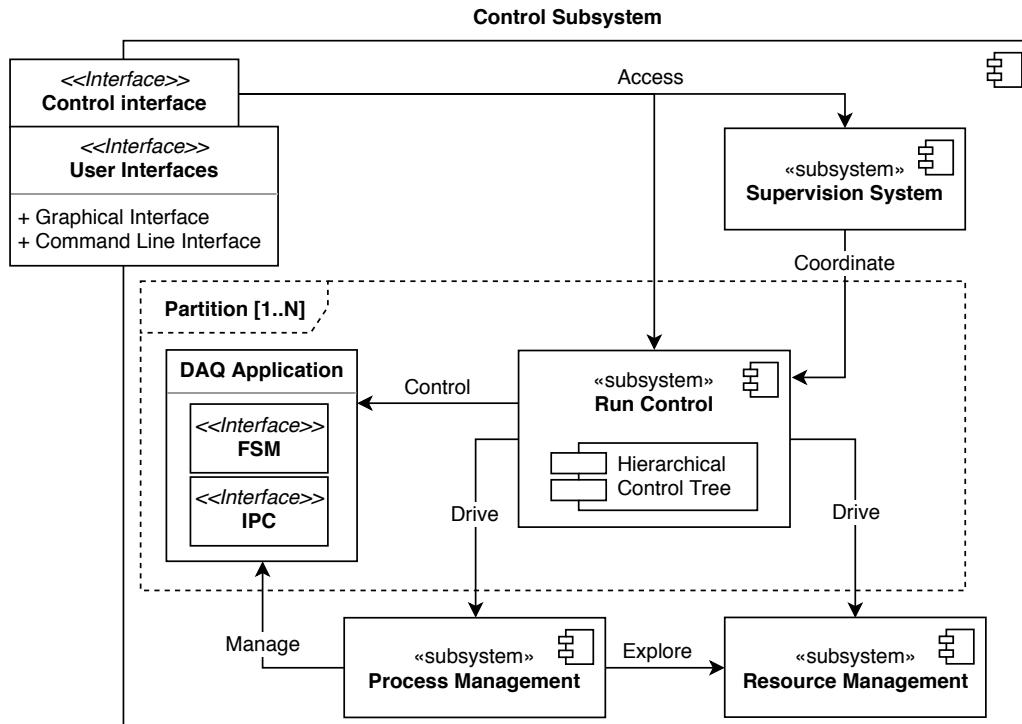 Control Subsystem
<<Interface>>
Control interface
Access
<<Interface>>
User Interfaces
+ Graphical Interface
+ Command Line Interface
«subsystem»
Supervision System
Coordinate
Partition [1..N]
DAQ Application
<<Interface>>
FSM
<<Interface>>
IPC
Control
«subsystem»
Run Control
Hierarchical
Control Tree
Drive
Drive
Manage
«subsystem»
Process Management
Explore
«subsystem»
Resource Management